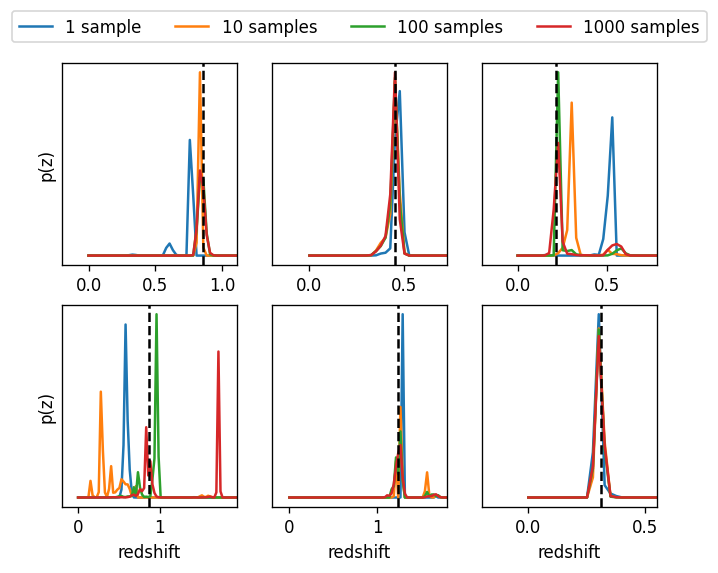 1 sample 10 samples 100 samples 1000 samples
p(z)
0.0 0.5 1.0 0.0 0.5 0.0 0.5
p(z)
0 1 0 1 0.0 0.5
redshift redshift redshift